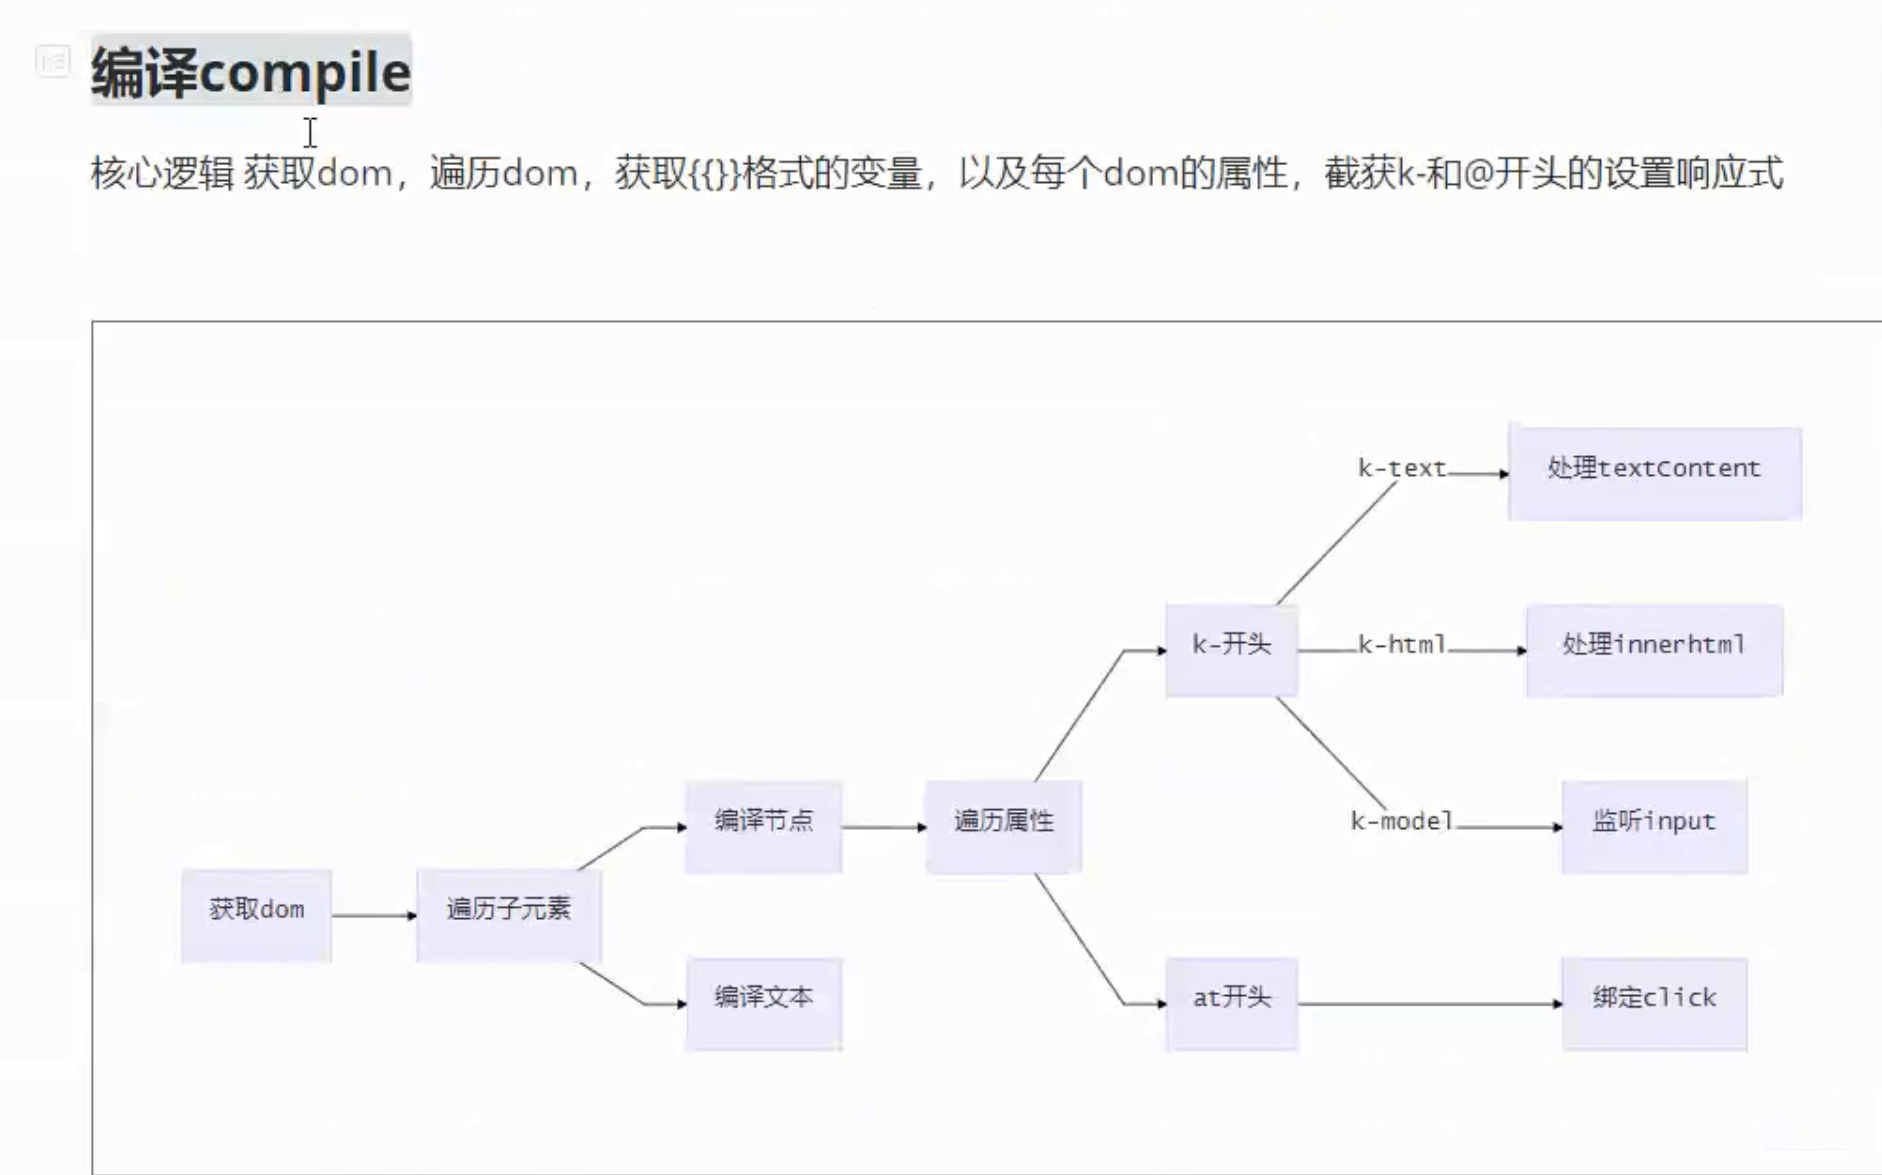 编译compile
核心逻辑 获取dom，遍历dom，获取{{}}格式的变量，以及每个dom的属性，截获k-和@开头的设置响应式
k-text
处理textContent
k-开头
k-html
处理innerhtml
编译节点
遍历属性
k-model
监听input
获取dom
遍历子元素
编译文本
at开头
绑定click